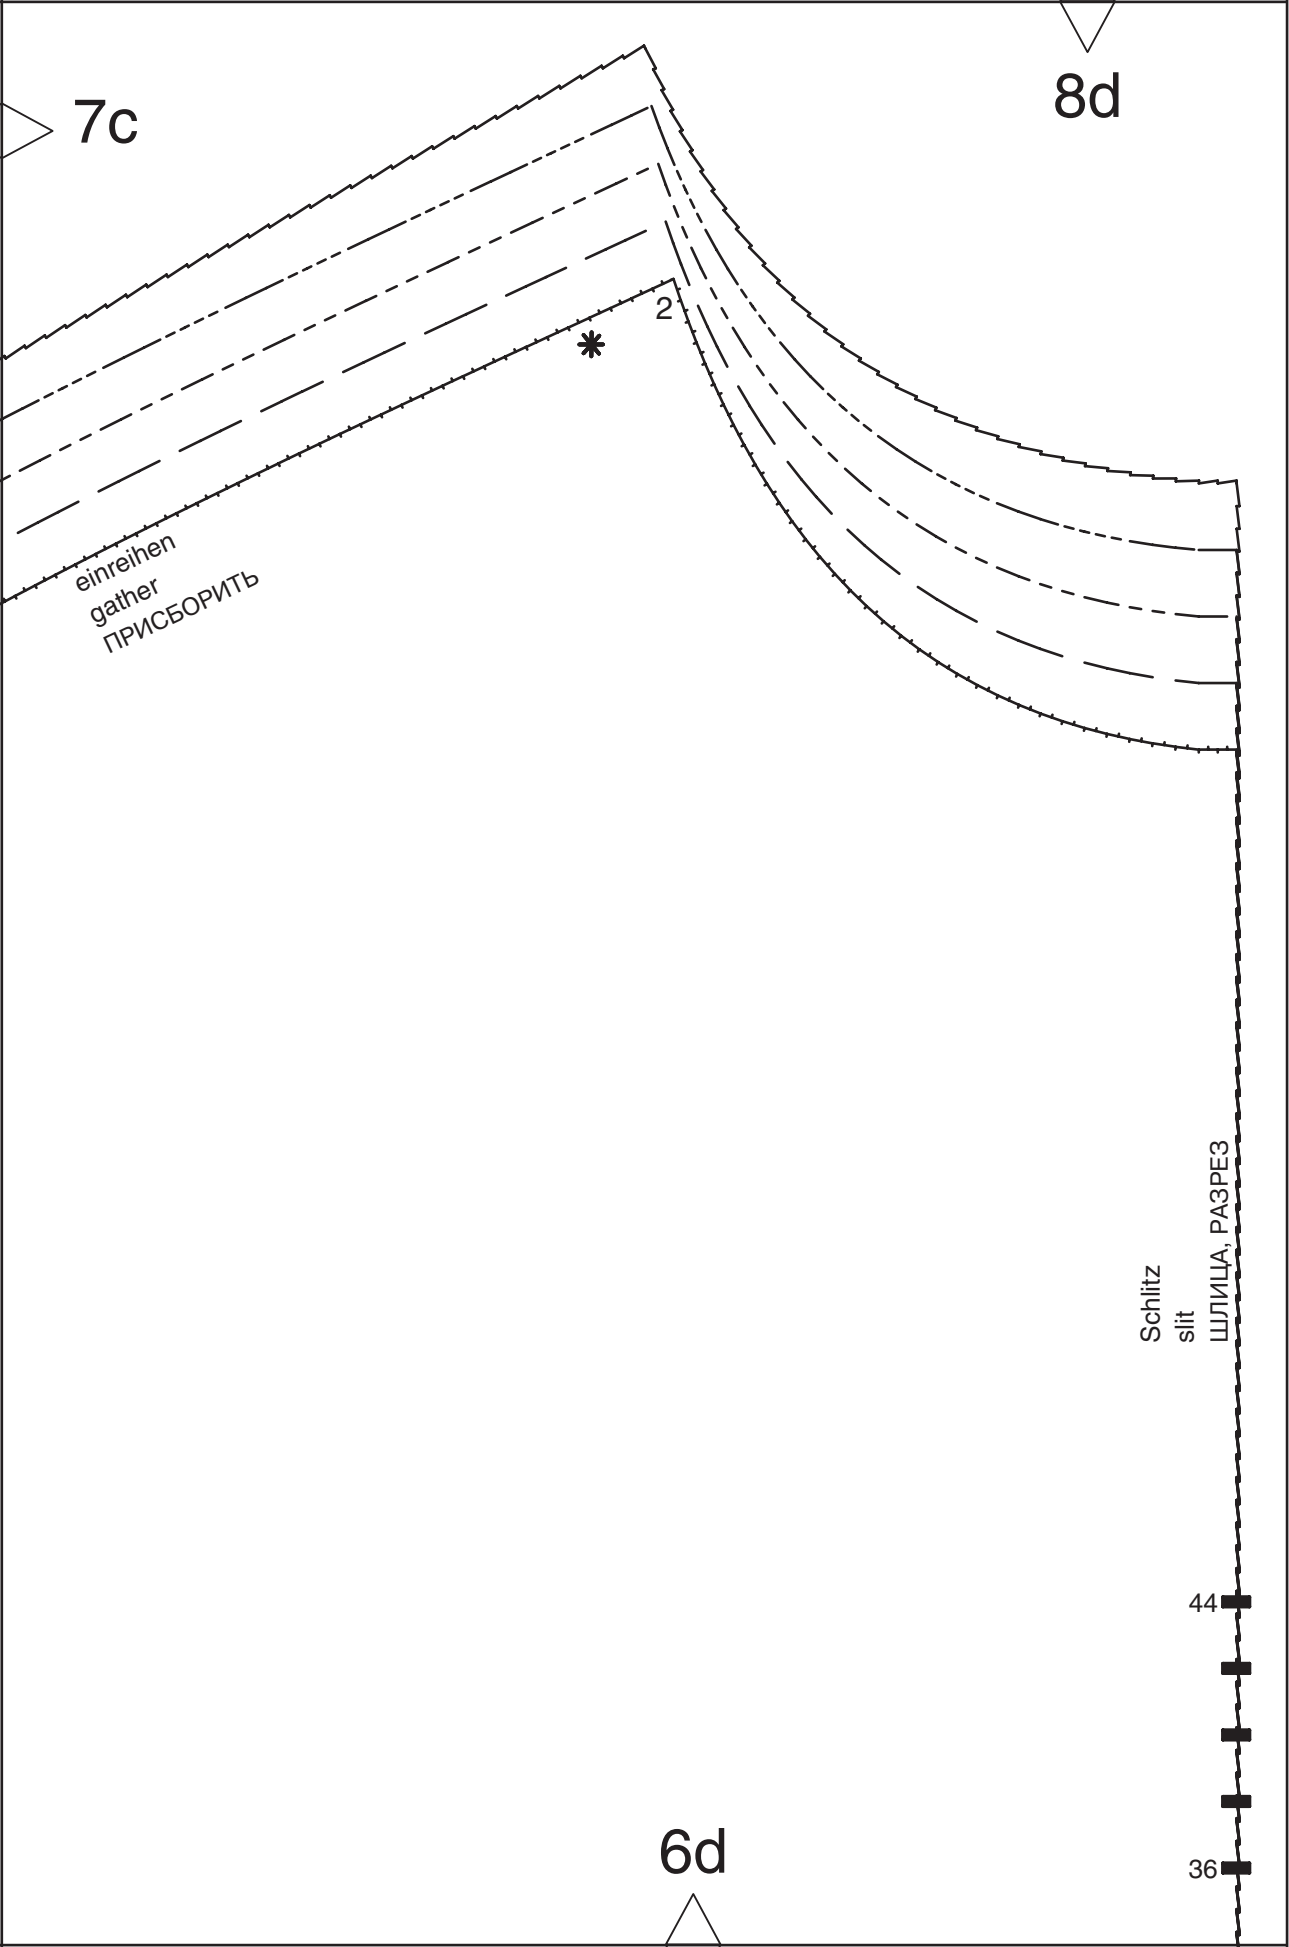 7c
8d
2
einreihen
gather
ПРИСБОРИТЬ
Schlitz
slit
ШЛИЦА, РАЗРЕЗ
44
36
6d